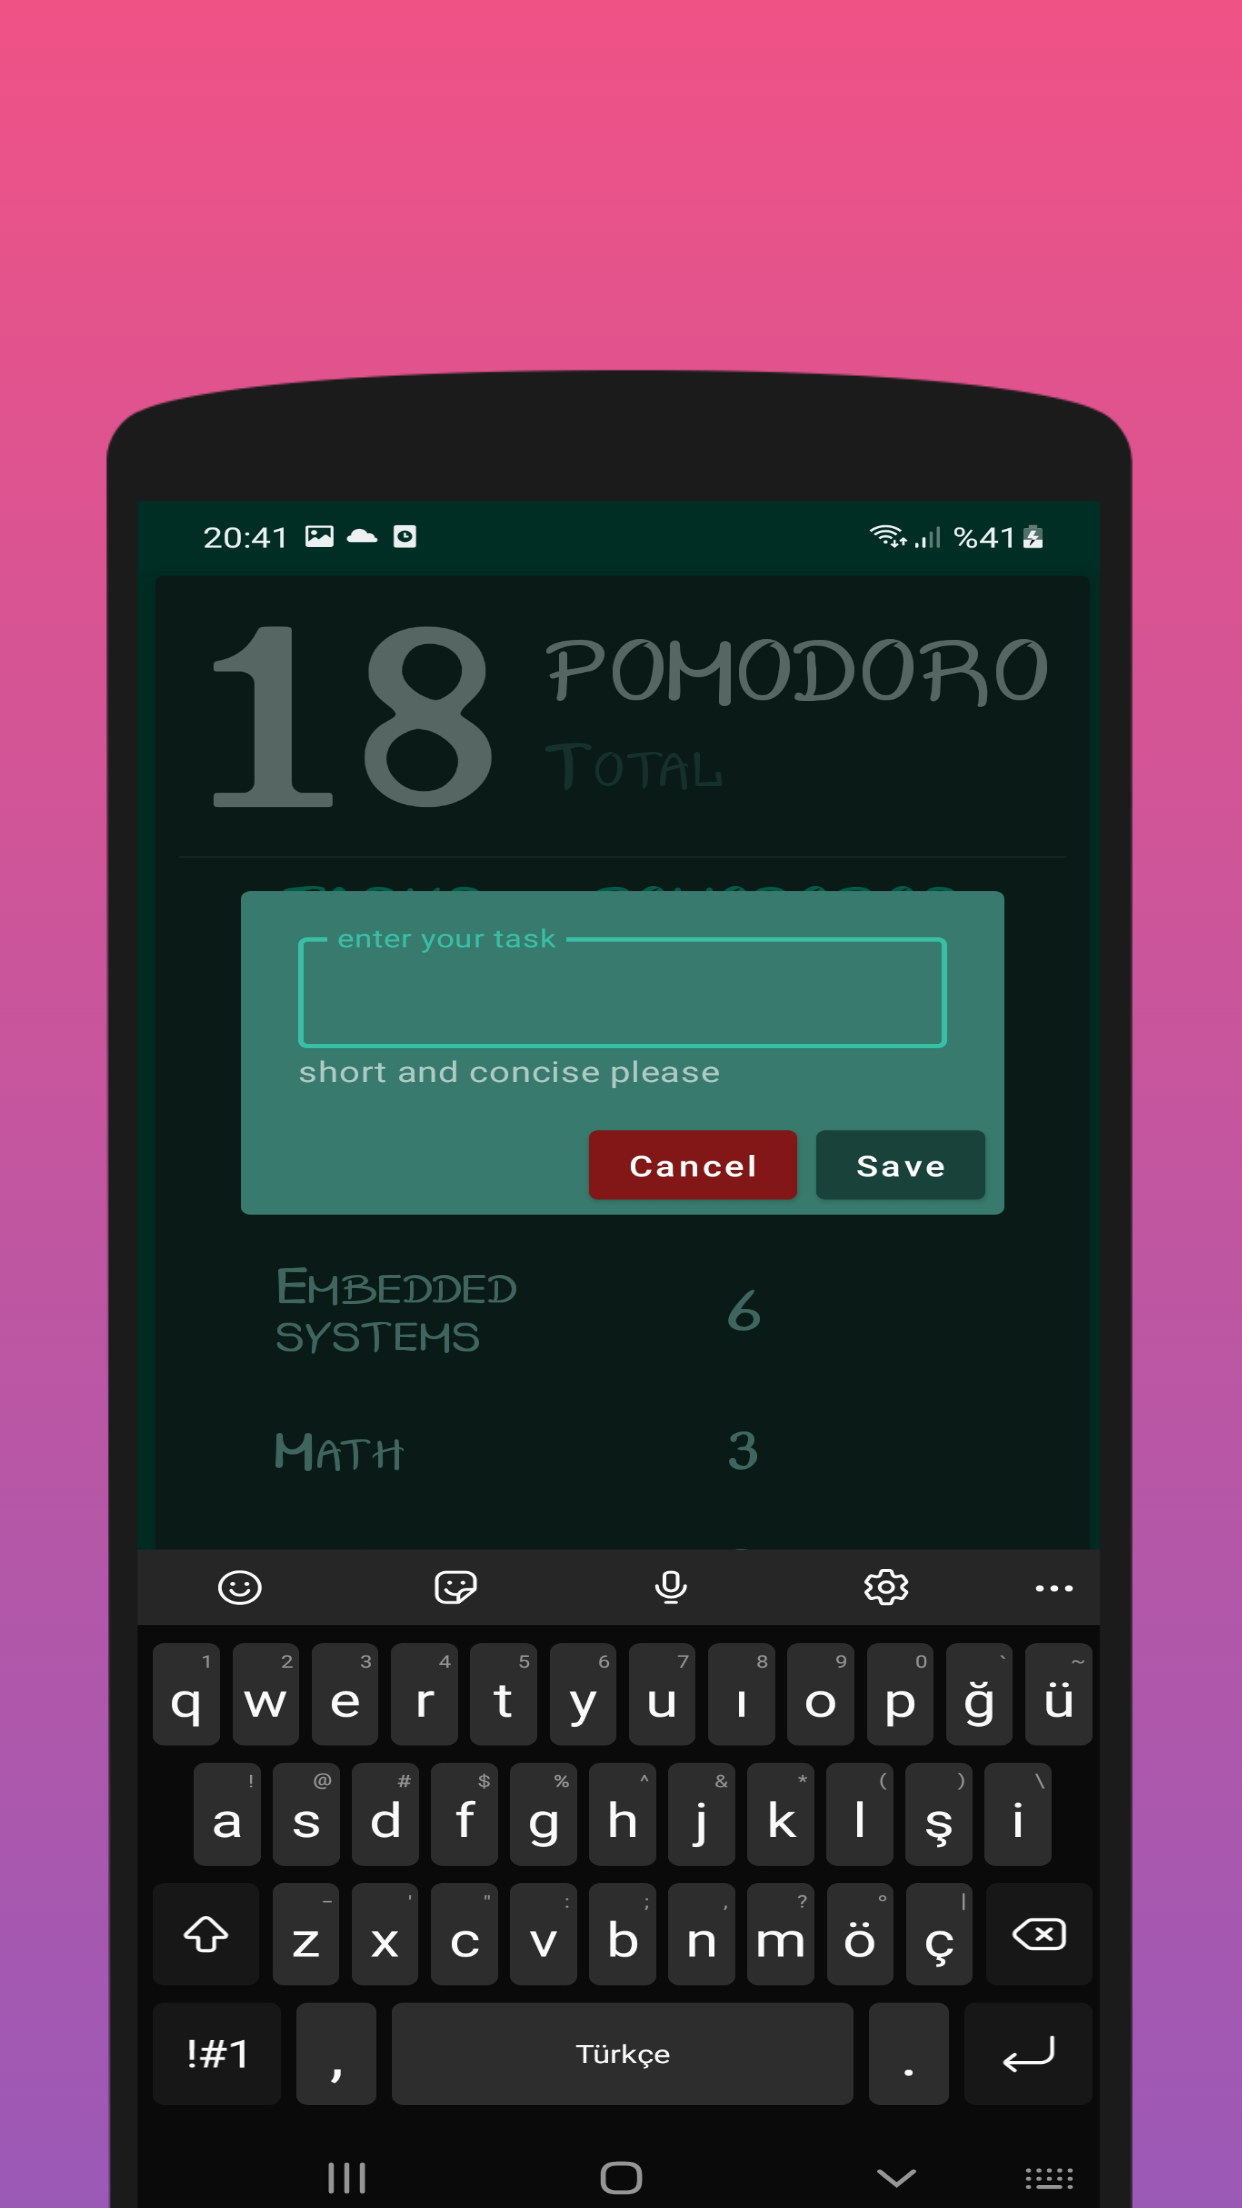 20:41 %41
18 POMODORO
TOTAL
enter your task
short and concise please
Cancel Save
EMBEDDED
SYSTEMS 6
MATH 3
1 2 3 4 5 6 7 8 9 0 ` ~
q w e r t y u ı o p ğ ü
! @ # $ % ^ & * ( ) \
a s d f g h j k l ş i
- ' " : ; , ? ° |
z x c v b n m ö ç
!#1 , Türkçe .